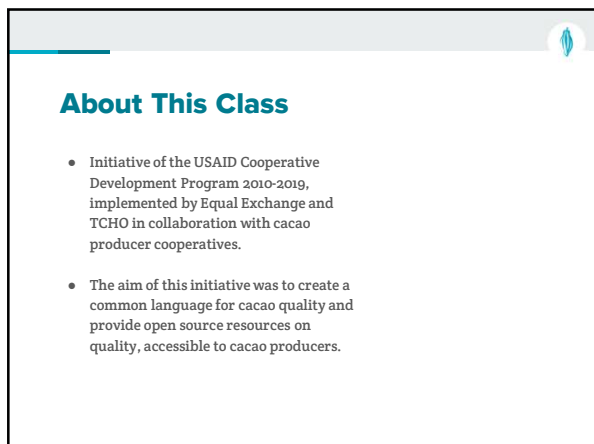 About This Class
● Initiative of the USAID Cooperative
Development Program 2010-2019,
implemented by Equal Exchange and
TCHO in collaboration with cacao
producer cooperatives.
● The aim of this initiative was to create a
common language for cacao quality and
provide open source resources on
quality, accessible to cacao producers.